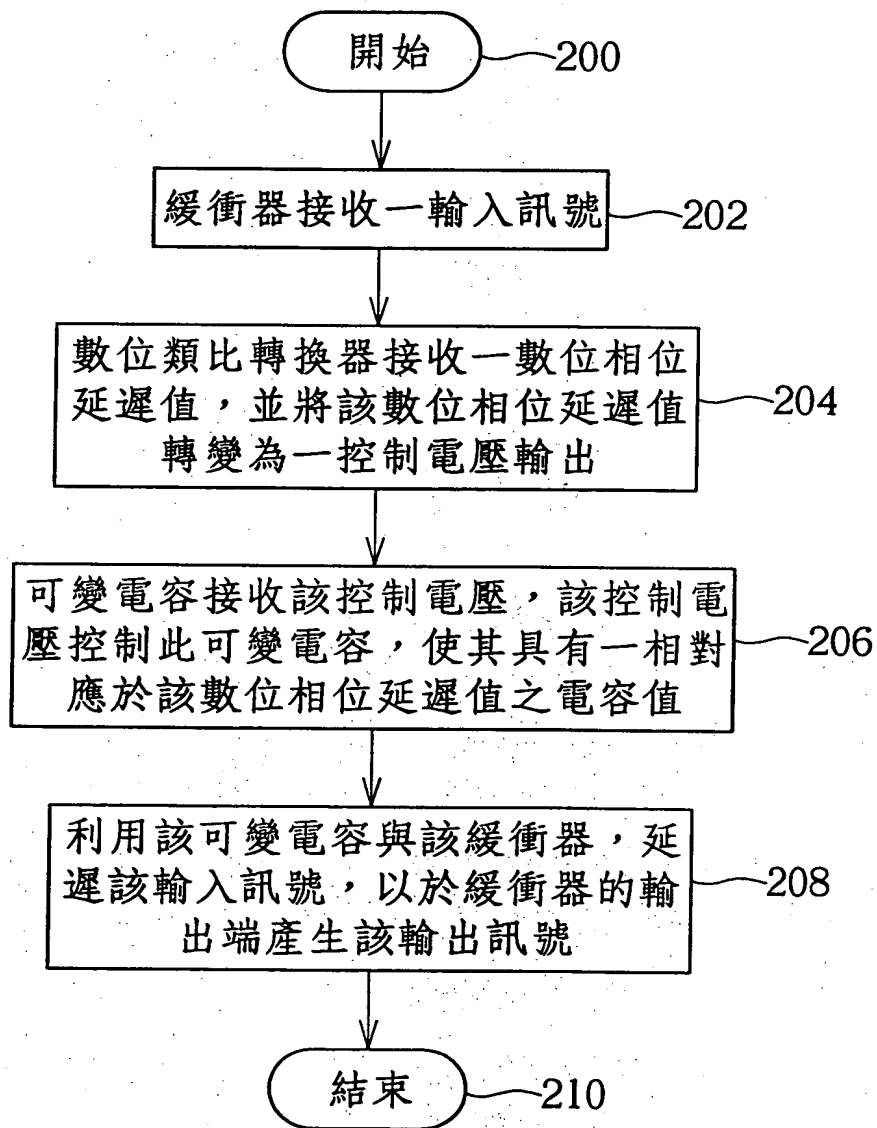 開始
200
緩衝器接收一輸入訊號
202
數位類比轉換器接收一數位相位
延遲值，並將該數位相位延遲值
轉變為一控制電壓輸出
204
可變電容接收該控制電壓，該控制電
壓控制此可變電容，使其具有一相對
應於該數位相位延遲值之電容值
206
利用該可變電容與該緩衝器，延
遲該輸入訊號，以於緩衝器的輸
出端產生該輸出訊號
208
結束
210